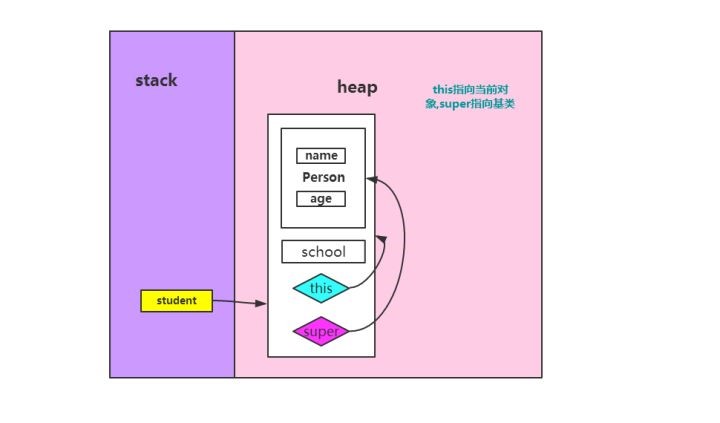 stack
heap
this指向当前对
象,super指向基类
name
Person
age
school
this
student
super